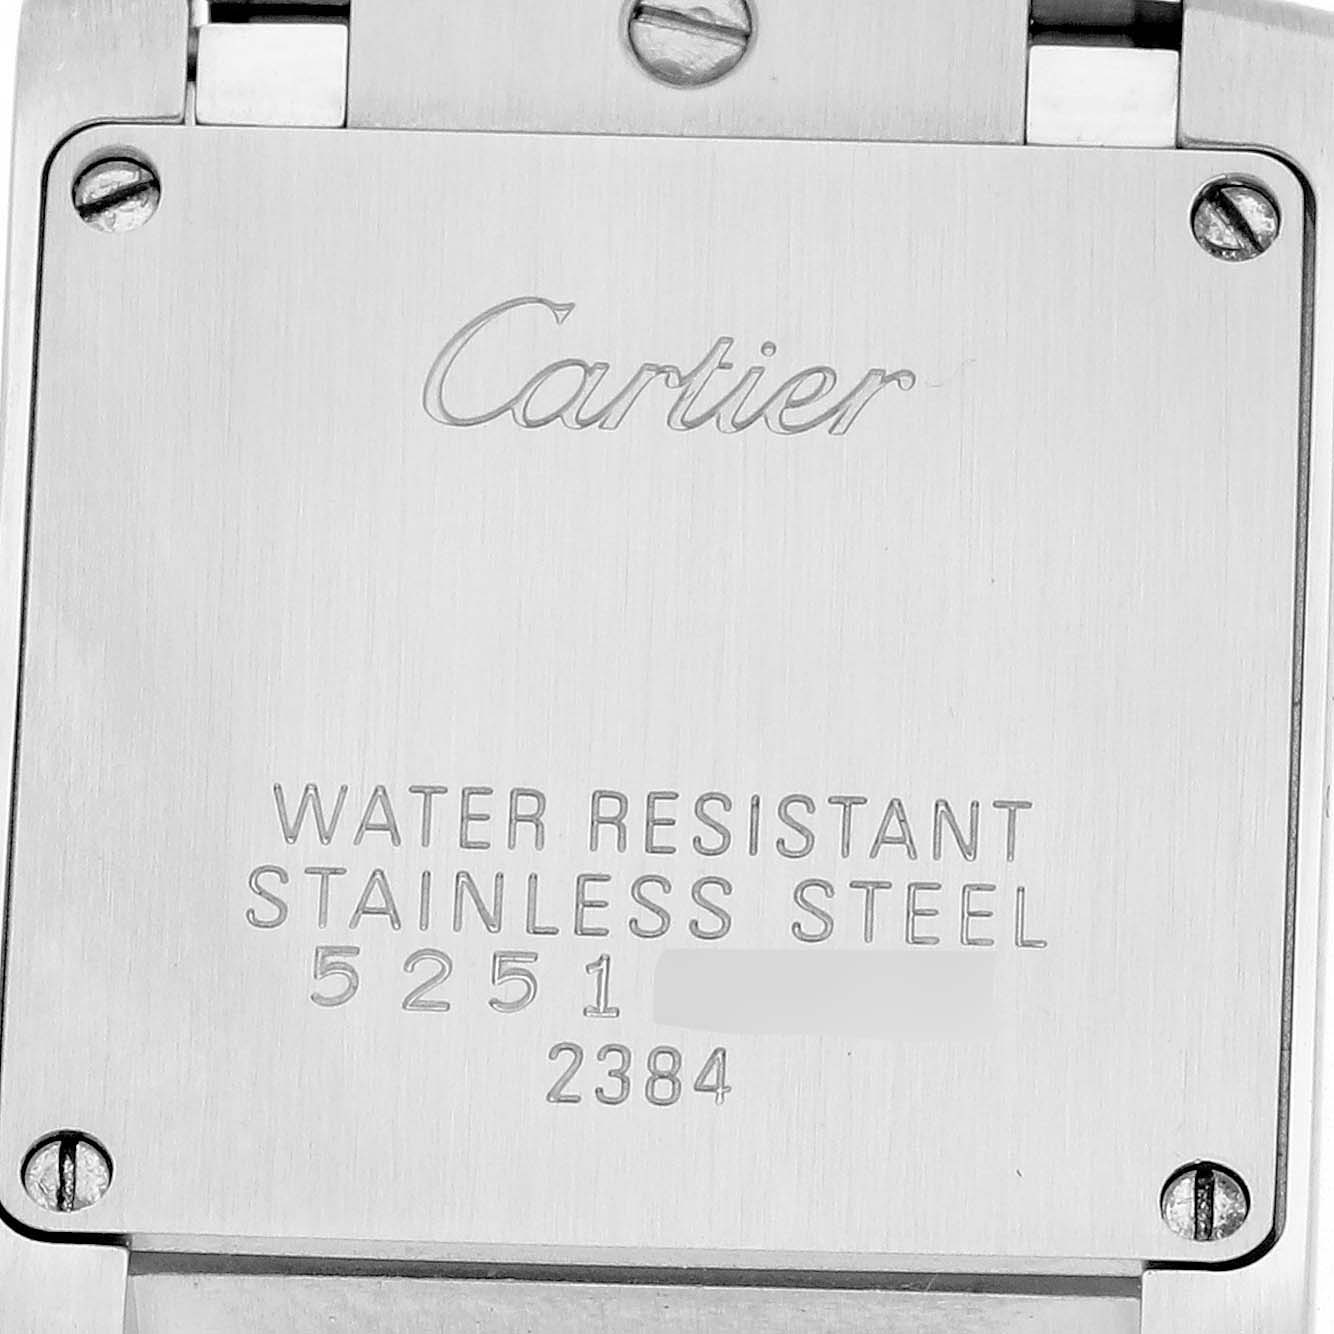 Cartier
WATER RESISTANT
STAINLESS STEEL
5251
2384